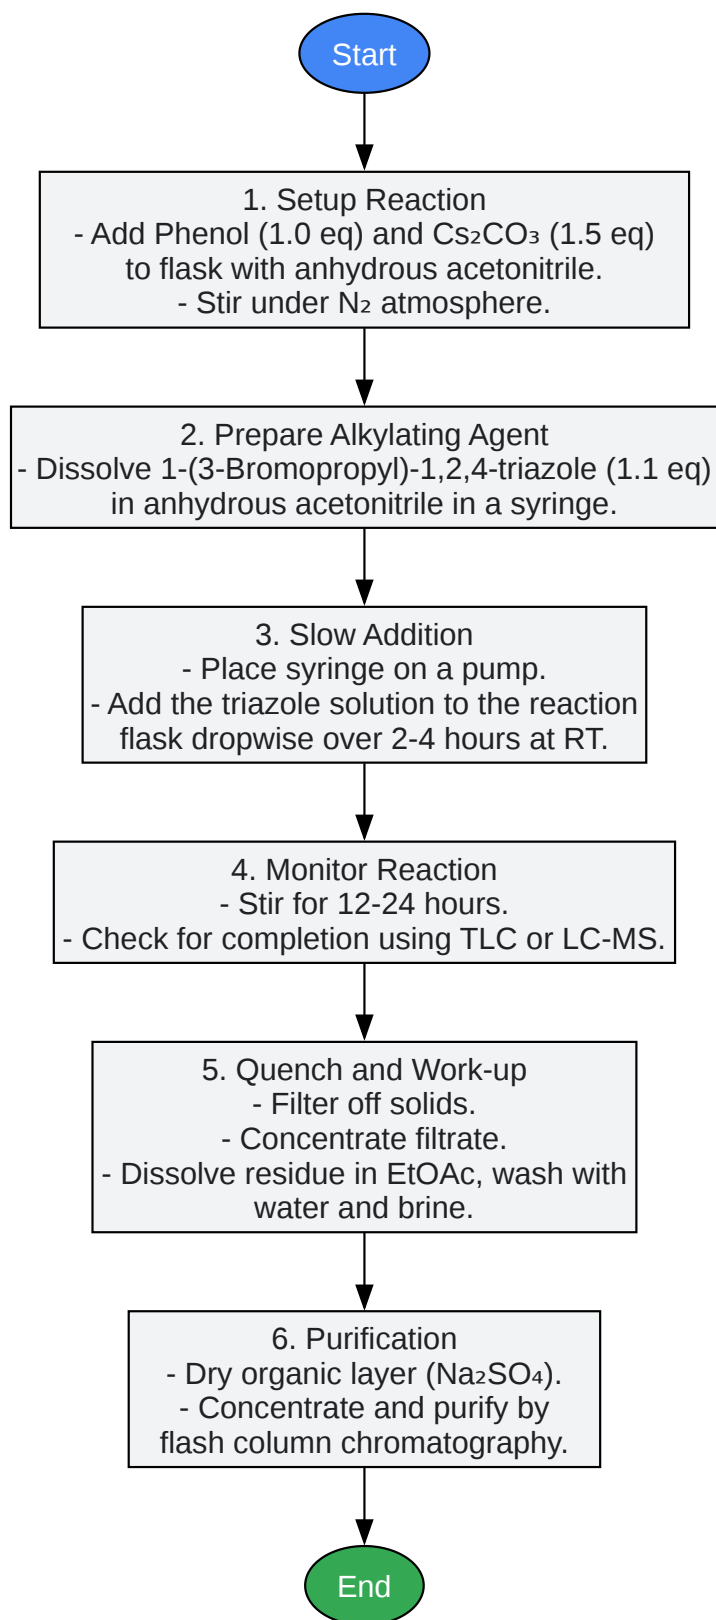 Start
1. Setup Reaction
- Add Phenol (1.0 eq) and Cs₂CO₃ (1.5 eq)
to flask with anhydrous acetonitrile.
- Stir under N₂ atmosphere.
2. Prepare Alkylating Agent
- Dissolve 1-(3-Bromopropyl)-1,2,4-triazole (1.1 eq)
in anhydrous acetonitrile in a syringe.
3. Slow Addition
- Place syringe on a pump.
- Add the triazole solution to the reaction
flask dropwise over 2-4 hours at RT.
4. Monitor Reaction
- Stir for 12-24 hours.
- Check for completion using TLC or LC-MS.
5. Quench and Work-up
- Filter off solids.
- Concentrate filtrate.
- Dissolve residue in EtOAc, wash with
water and brine.
6. Purification
- Dry organic layer (Na₂SO₄).
- Concentrate and purify by
flash column chromatography.
End